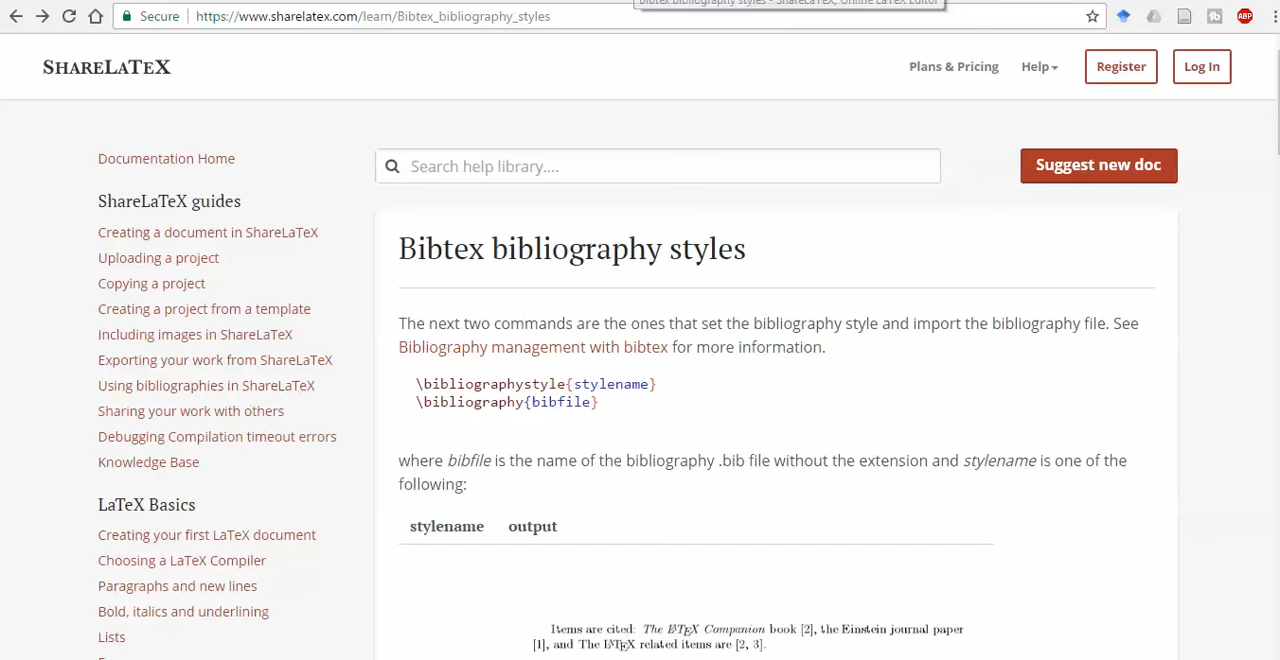 Bibtex bibliography styles - ShareLaTeX, Online LaTeX Editor
Secure https://www.sharelatex.com/learn/Bibtex_bibliography_styles
ABP
SHARELATEX
Plans & Pricing Help Register Log In
Documentation Home
Search help library....
Suggest new doc
ShareLaTeX guides
Creating a document in ShareLaTeX
Uploading a project
Copying a project
Creating a project from a template
Including images in ShareLaTeX
Exporting your work from ShareLaTeX
Using bibliographies in ShareLaTeX
Sharing your work with others
Debugging Compilation timeout errors
Knowledge Base
LaTeX Basics
Creating your first LaTeX document
Choosing a LaTeX Compiler
Paragraphs and new lines
Bold, italics and underlining
Lists
Bibtex bibliography styles
The next two commands are the ones that set the bibliography style and import the bibliography file. See
Bibliography management with bibtex for more information.
\bibliographystyle{stylename}
\bibliography{bibfile}
where bibfile is the name of the bibliography .bib file without the extension and stylename is one of the
following:
stylename output
Items are cited: The LATEX Companion book [2], the Einstein journal paper
[1], and The LATEX related items are [2, 3].